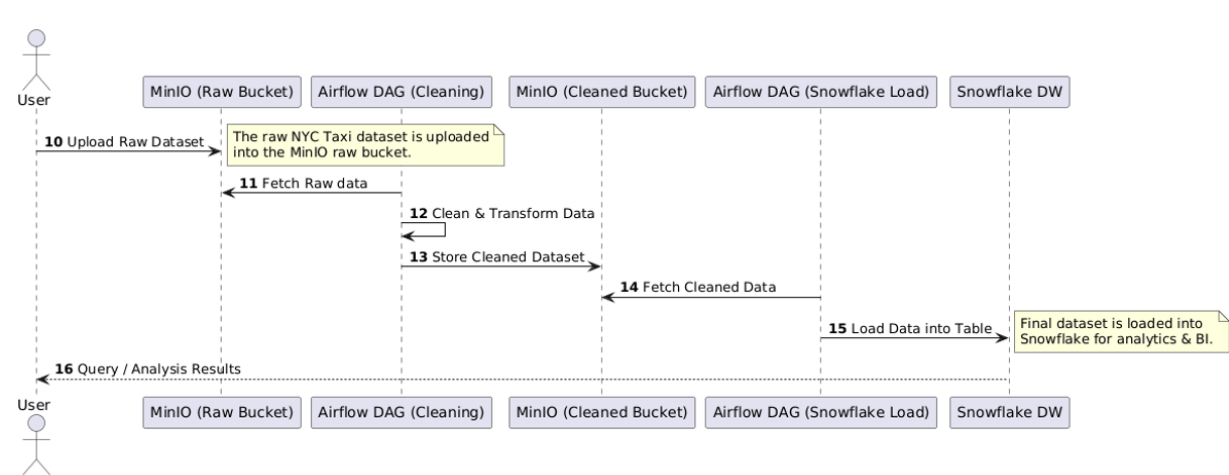 User
MinIO (Raw Bucket)
Airflow DAG (Cleaning)
MinIO (Cleaned Bucket)
Airflow DAG (Snowflake Load)
Snowflake DW
10 Upload Raw Dataset
The raw NYC Taxi dataset is uploaded
into the MinIO raw bucket.
11 Fetch Raw data
12 Clean & Transform Data
13 Store Cleaned Dataset
14 Fetch Cleaned Data
15 Load Data into Table
Final dataset is loaded into
Snowflake for analytics & BI.
16 Query / Analysis Results
User
MinIO (Raw Bucket)
Airflow DAG (Cleaning)
MinIO (Cleaned Bucket)
Airflow DAG (Snowflake Load)
Snowflake DW